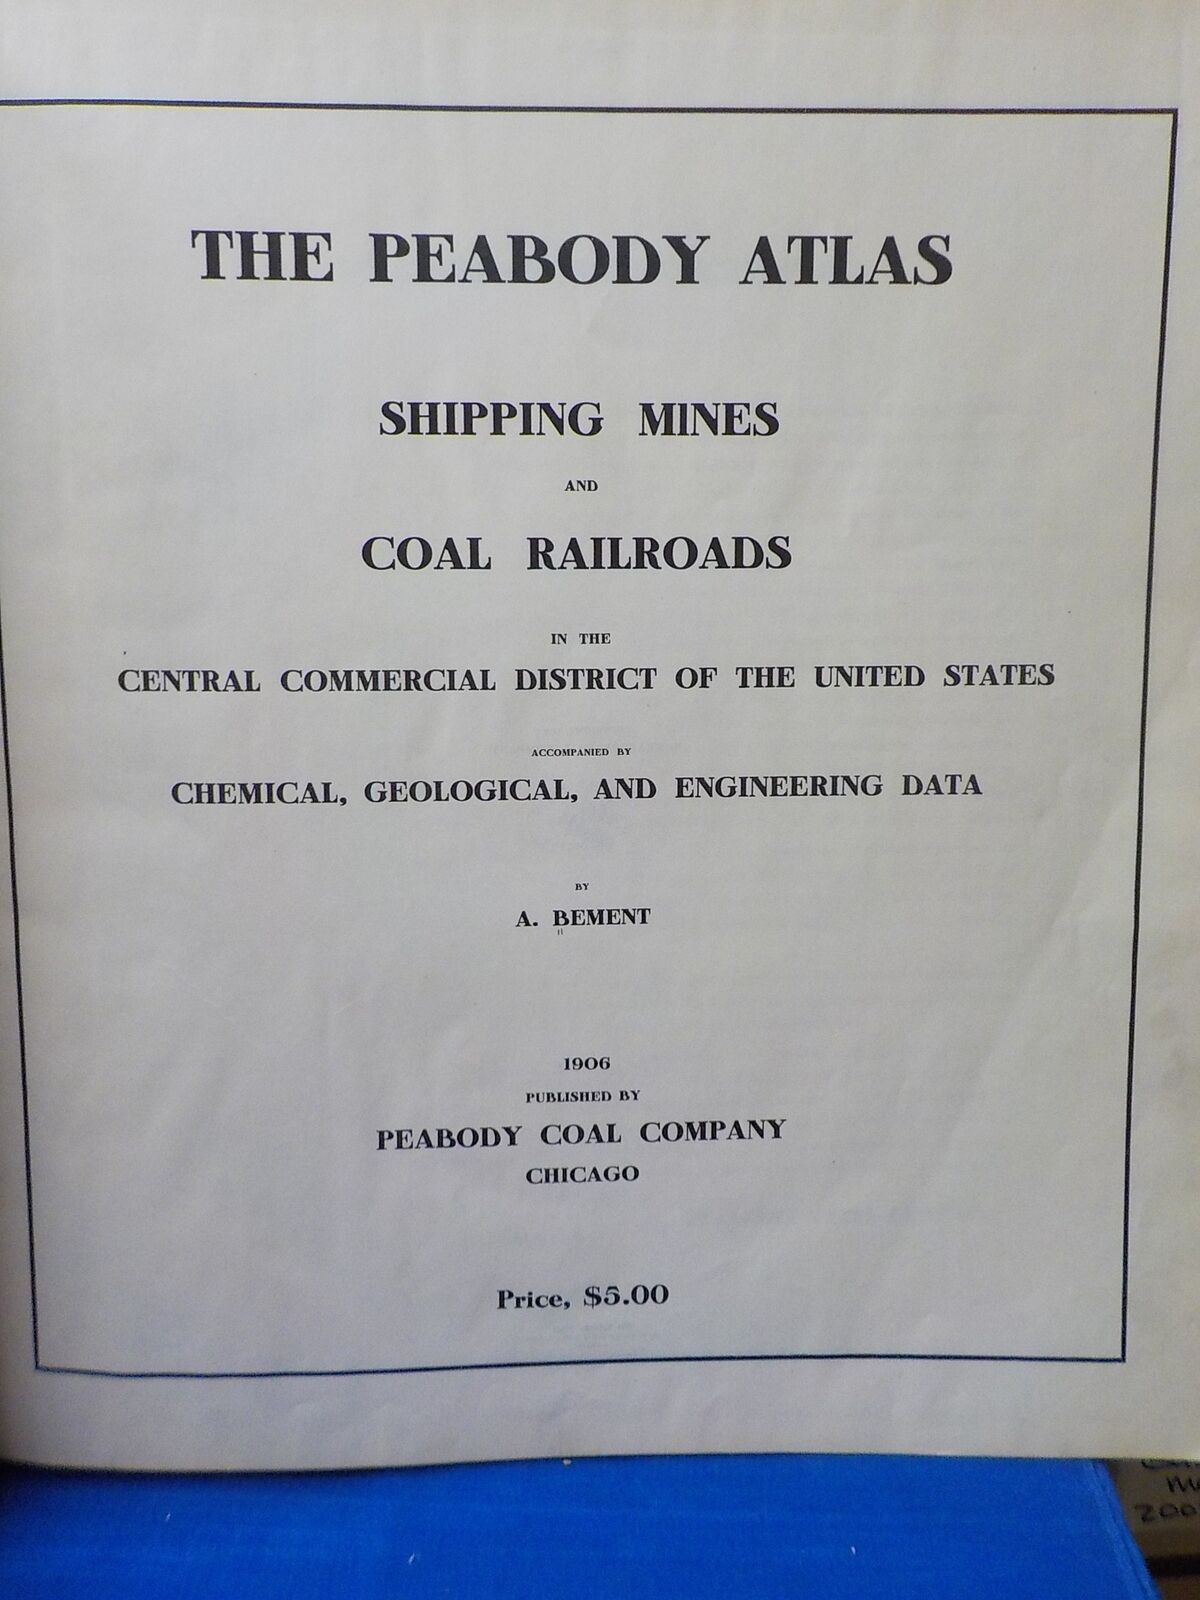 THE PEABODY ATLAS
SHIPPING MINES
AND
COAL RAILROADS
IN THE
CENTRAL COMMERCIAL DISTRICT OF THE UNITED STATES
ACCOMPANIED BY
CHEMICAL, GEOLOGICAL, AND ENGINEERING DATA
BY
A. BEMENT
1906
PUBLISHED BY
PEABODY COAL COMPANY
CHICAGO
Price, $5.00